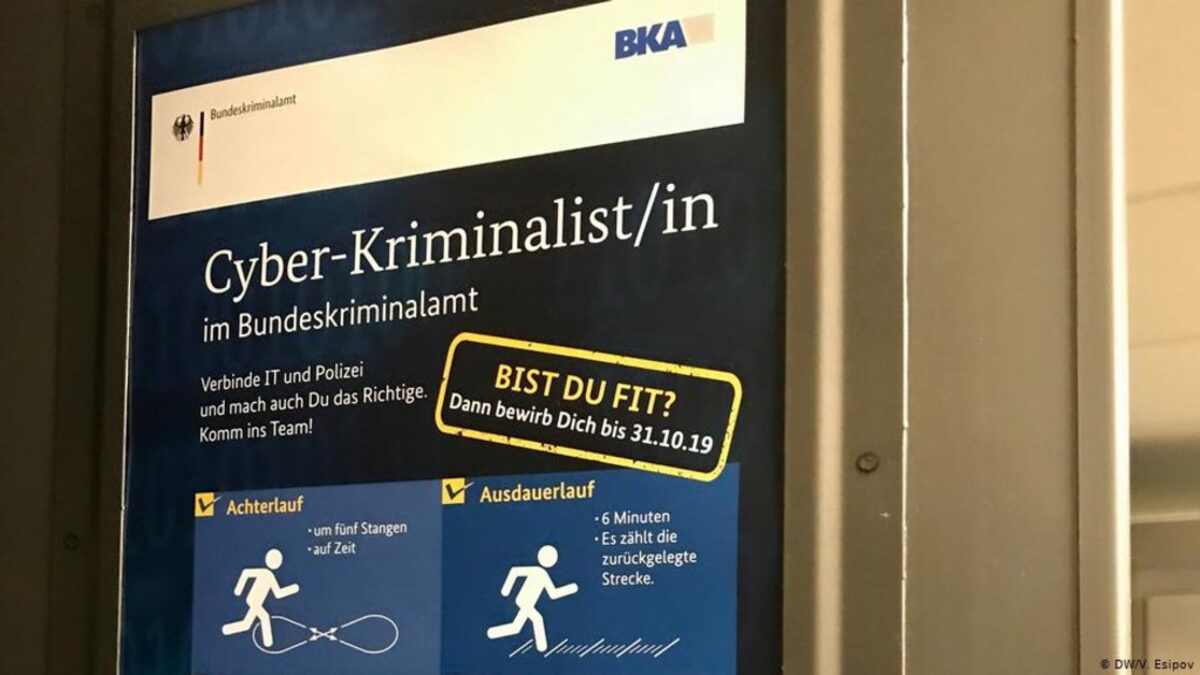 BKA
Bundeskriminalamt
Cyber-Kriminalist/in
im Bundeskriminalamt
Verbinde IT und Polizei
und mach auch Du das Richtige.
Komm ins Team!
BIST DU FIT?
Dann bewirb Dich bis 31.10.19
Achterlauf
• um fünf Stangen
• auf Zeit
Ausdauerlauf
• 6 Minuten
• Es zählt die
zurückgelegte
Strecke.
© DW/V. Esipov